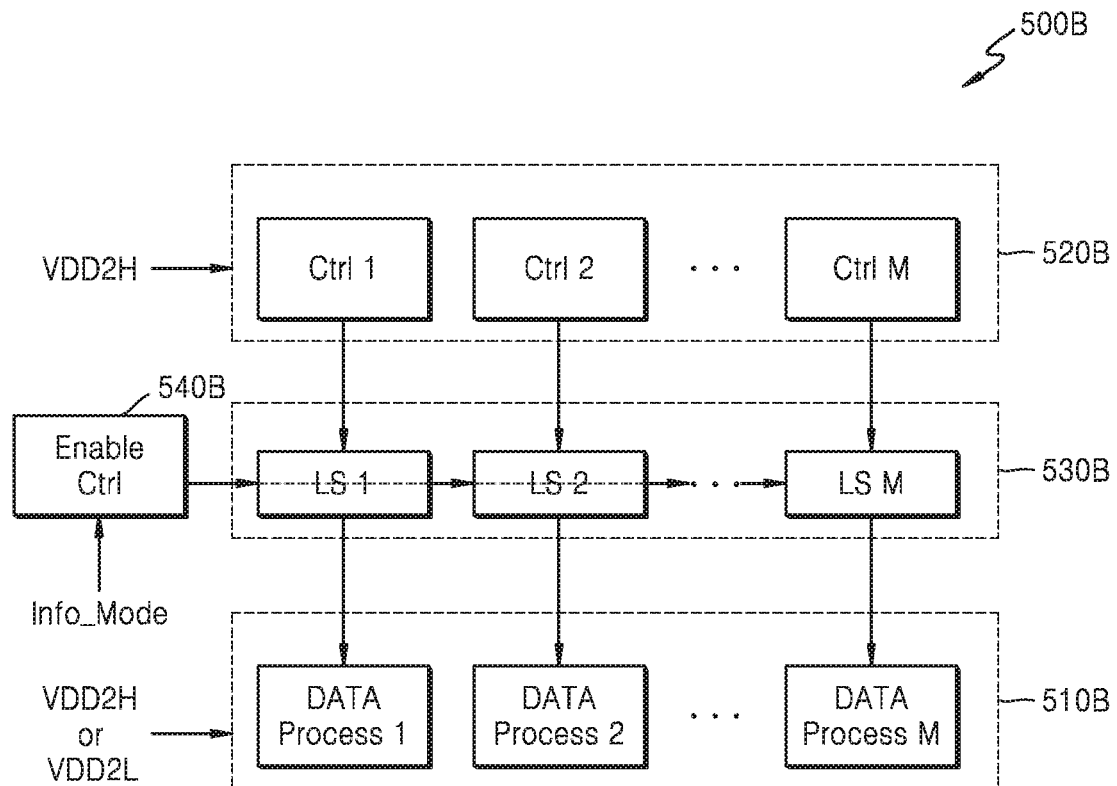 500B
VDD2H
Ctrl 1
Ctrl 2
. . .
Ctrl M
520B
540B
Enable
Ctrl
LS 1
LS 2
. . .
LS M
530B
Info_Mode
VDD2H
or
VDD2L
DATA
Process 1
DATA
Process 2
. . .
DATA
Process M
510B